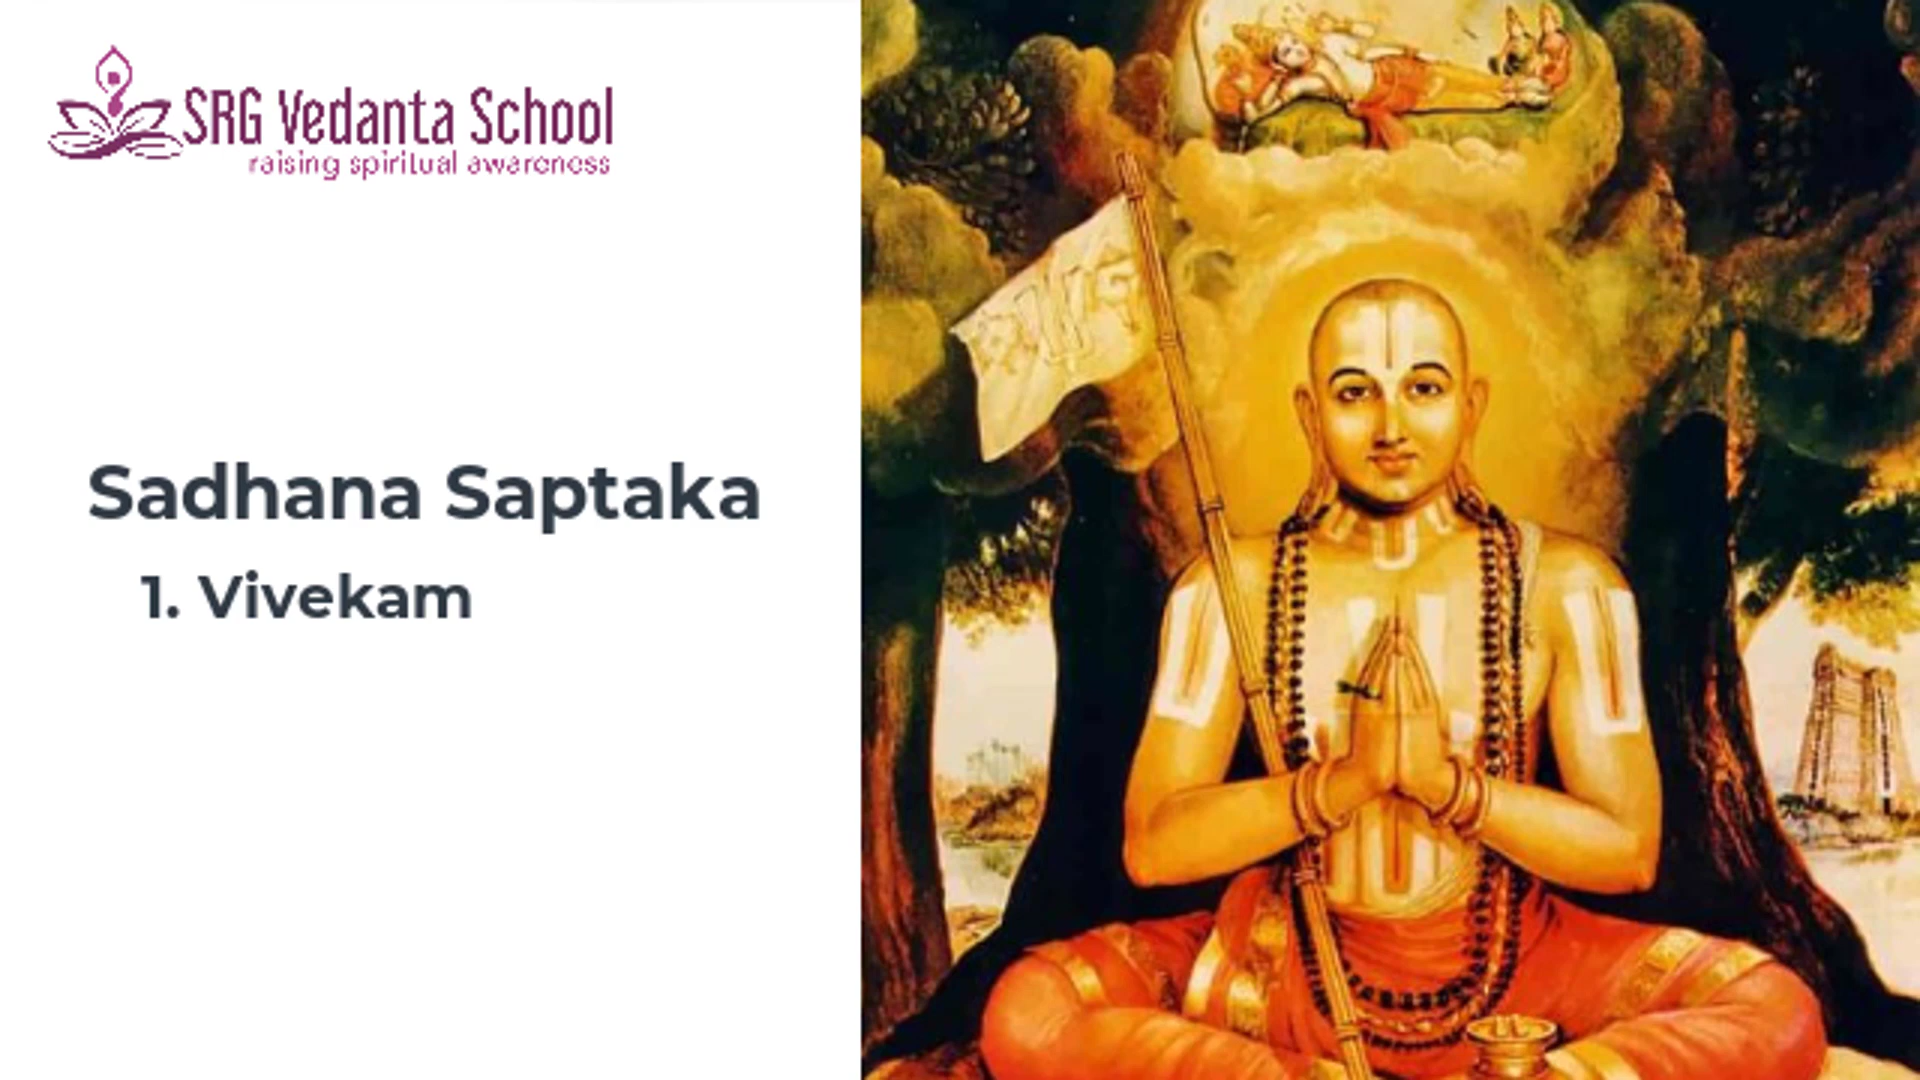 SRG Vedanta School
raising spiritual awareness
Sadhana Saptaka
1. Vivekam